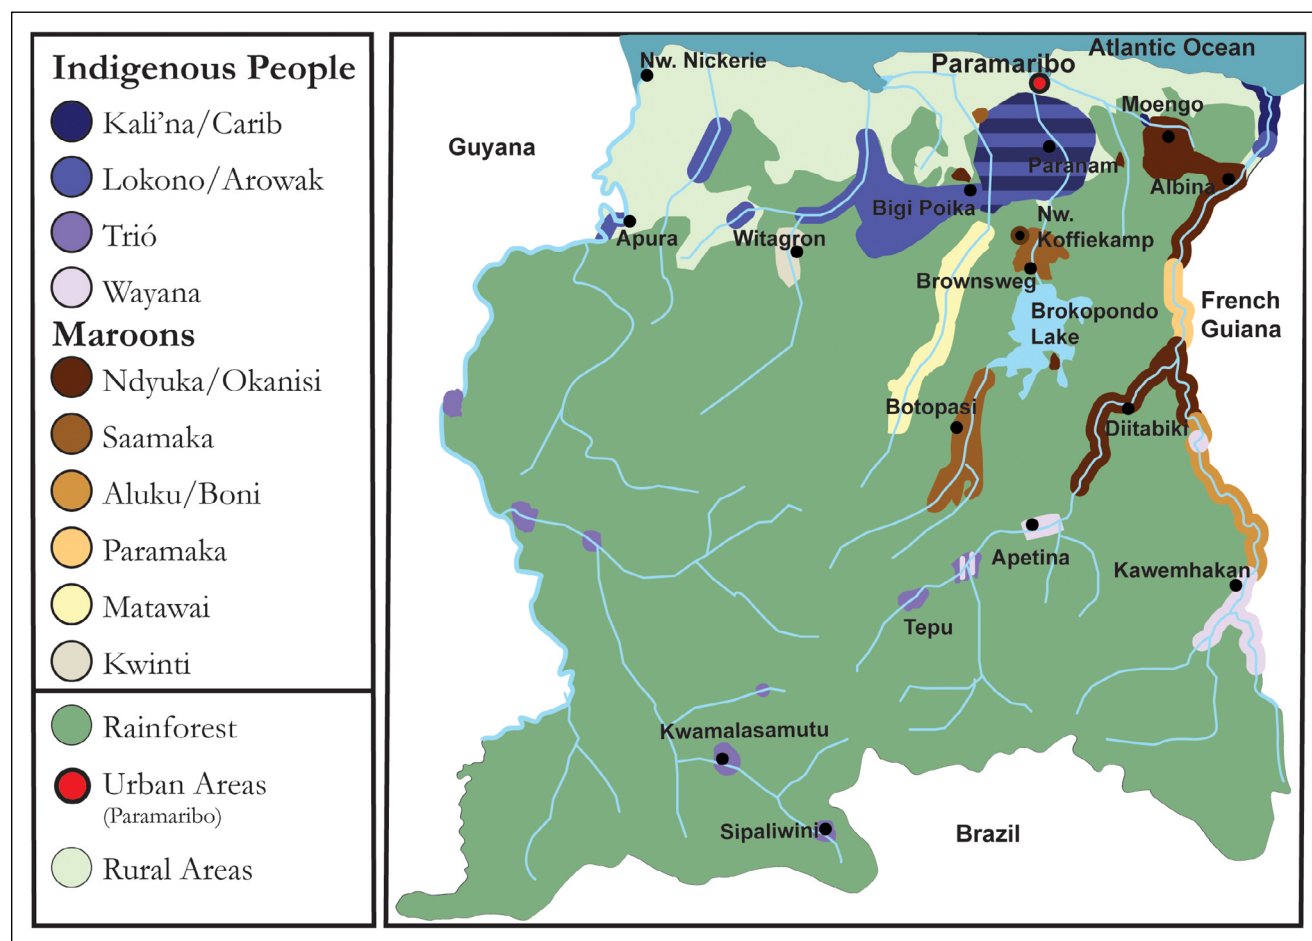 Indigenous People
Kali'na/Carib
Lokono/Arowak
Trió
Wayana
Maroons
Ndyuka/Okanisi
Saamaka
Aluku/Boni
Paramaka
Matawai
Kwinti
Rainforest
Urban Areas
(Paramaribo)
Rural Areas
Atlantic Ocean
Nw. Nickerie
Paramaribo
Moengo
Guyana
Paranam
Albina
Bigi Poika
Nw.
Koffiekamp
Apura
Witagron
Brownsweg
French
Guiana
Brokopondo
Lake
Botopasi
Diitabiki
Apetina
Kawemhakan
Tepu
Kwamalasamutu
Sipaliwini
Brazil